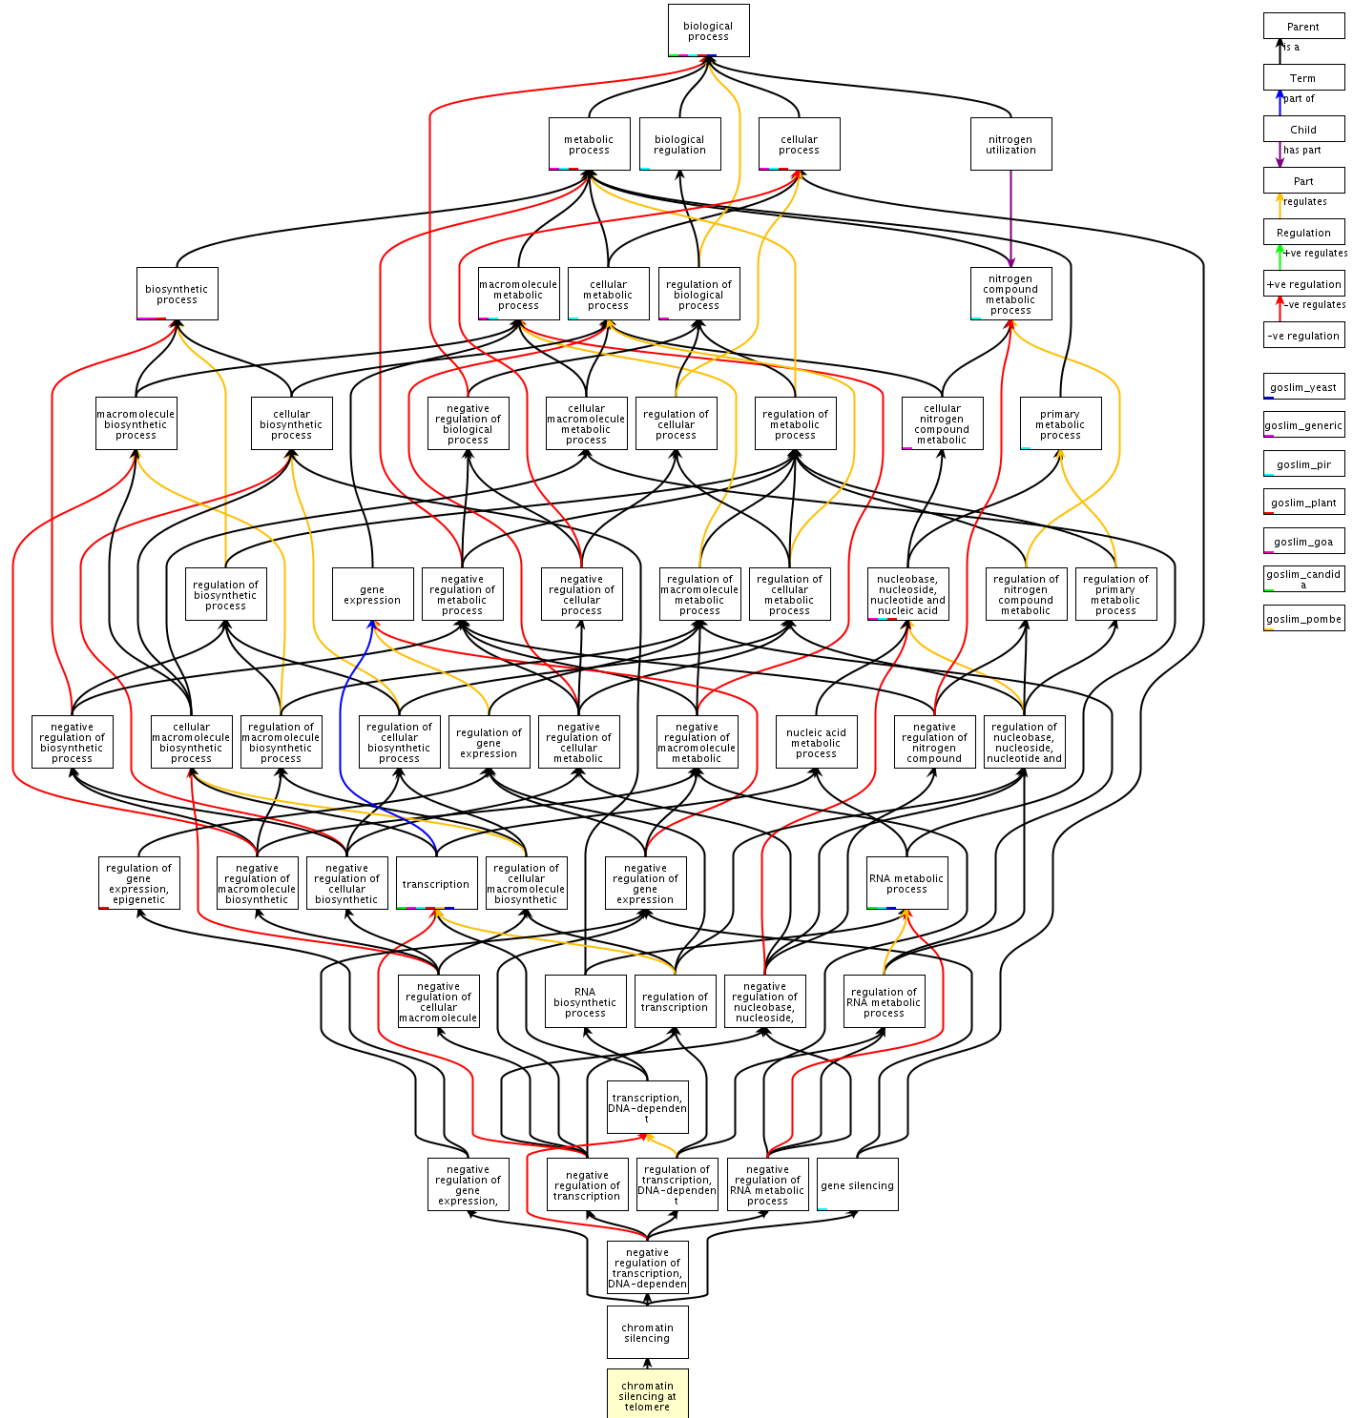 biological
process
metabolic
process
biological
regulation
cellular
process
nitrogen
utilization
biosynthetic
process
macromolecule
metabolic
process
cellular
metabolic
process
regulation of
biological
process
nitrogen
compound
metabolic
process
macromolecule
biosynthetic
process
cellular
biosynthetic
process
negative
regulation of
biological
process
cellular
macromolecule
metabolic
process
regulation of
cellular
process
regulation of
metabolic
process
cellular
nitrogen
compound
metabolic
primary
metabolic
process
regulation of
biosynthetic
process
gene
expression
negative
regulation of
metabolic
process
negative
regulation of
cellular
process
regulation of
macromolecule
metabolic
process
regulation of
cellular
metabolic
process
nucleobase,
nucleoside,
nucleotide and
nucleic acid
regulation of
nitrogen
compound
metabolic
regulation of
primary
metabolic
process
negative
regulation of
biosynthetic
process
cellular
macromolecule
biosynthetic
process
regulation of
macromolecule
biosynthetic
process
regulation of
cellular
biosynthetic
process
regulation of
gene
expression
negative
regulation of
cellular
metabolic
negative
regulation of
macromolecule
metabolic
nucleic acid
metabolic
process
negative
regulation of
nitrogen
compound
regulation of
nucleobase,
nucleoside,
nucleotide and
regulation of
gene
expression,
epigenetic
negative
regulation of
macromolecule
biosynthetic
negative
regulation of
cellular
biosynthetic
transcription
regulation of
cellular
macromolecule
biosynthetic
negative
regulation of
gene
expression
RNA metabolic
process
negative
regulation of
cellular
macromolecule
RNA
biosynthetic
process
regulation of
transcription
negative
regulation of
nucleobase,
nucleoside,
regulation of
RNA metabolic
process
transcription,
DNA-dependen
t
negative
regulation of
gene
expression,
negative
regulation of
transcription
regulation of
transcription,
DNA-dependen
t
negative
regulation of
RNA metabolic
process
gene silencing
negative
regulation of
transcription,
DNA-dependen
chromatin
silencing
chromatin
silencing at
telomere
Parent
is a
Term
part of
Child
has part
Part
regulates
Regulation
+ve regulates
+ve regulation
-ve regulates
-ve regulation
goslim_yeast
goslim_generic
goslim_pir
goslim_plant
goslim_goa
goslim_candid
a
goslim_pombe